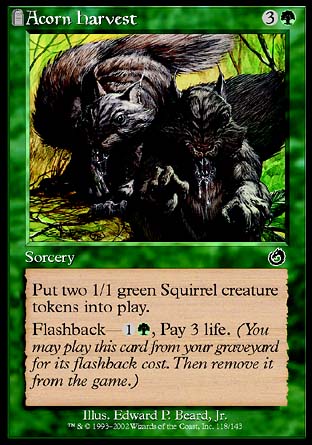 Acorn Harvest 3
Sorcery
Put two 1/1 green Squirrel creature
tokens into play.
Flashback—1, Pay 3 life. (You
may play this card from your graveyard
for its flashback cost. Then remove it
from the game.)
Illus. Edward P. Beard, Jr.
™ & © 1993–2002 Wizards of the Coast, Inc. 118/143